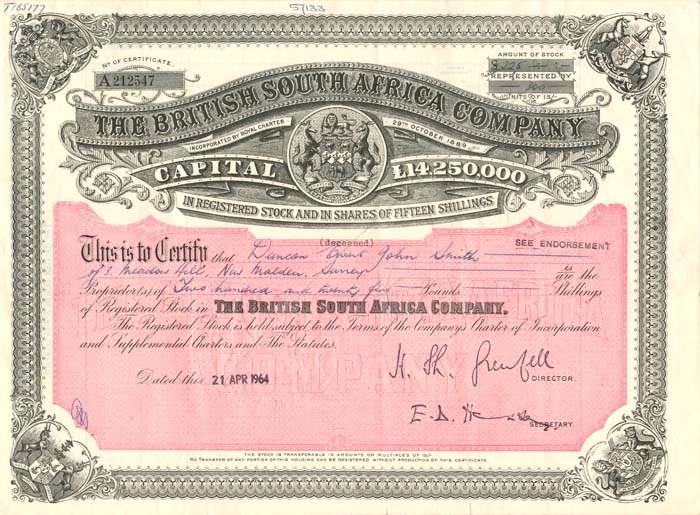 T785177
57133
Nº OF CERTIFICATE.
A 212347
AMOUNT OF STOCK
REPRESENTED BY
UNITS OF 15/-
THE BRITISH SOUTH AFRICA COMPANY
INCORPORATED BY ROYAL CHARTER - 29TH OCTOBER 1889
CAPITAL £14,250,000
IN REGISTERED STOCK AND IN SHARES OF FIFTEEN SHILLINGS
(deceased)
SEE ENDORSEMENT
This is to Certify that Duncan Ewart John Smith
of 3, Meadow Hill, New Malden, Surrey is are the
Proprietor(s) of Two hundred and twenty five Pounds Shillings
of Registered Stock in THE BRITISH SOUTH AFRICA COMPANY.
The Registered Stock is held subject to the Terms of the Company's Charter of Incorporation
and Supplemental Charters and The Statutes.
Dated this 21 APR 1964
DIRECTOR.
SECRETARY.
THE STOCK IS TRANSFERABLE IN AMOUNTS OR MULTIPLES OF 15/-
NO TRANSFER OF ANY PORTION OF THIS HOLDING CAN BE REGISTERED WITHOUT PRODUCTION OF THIS CERTIFICATE.